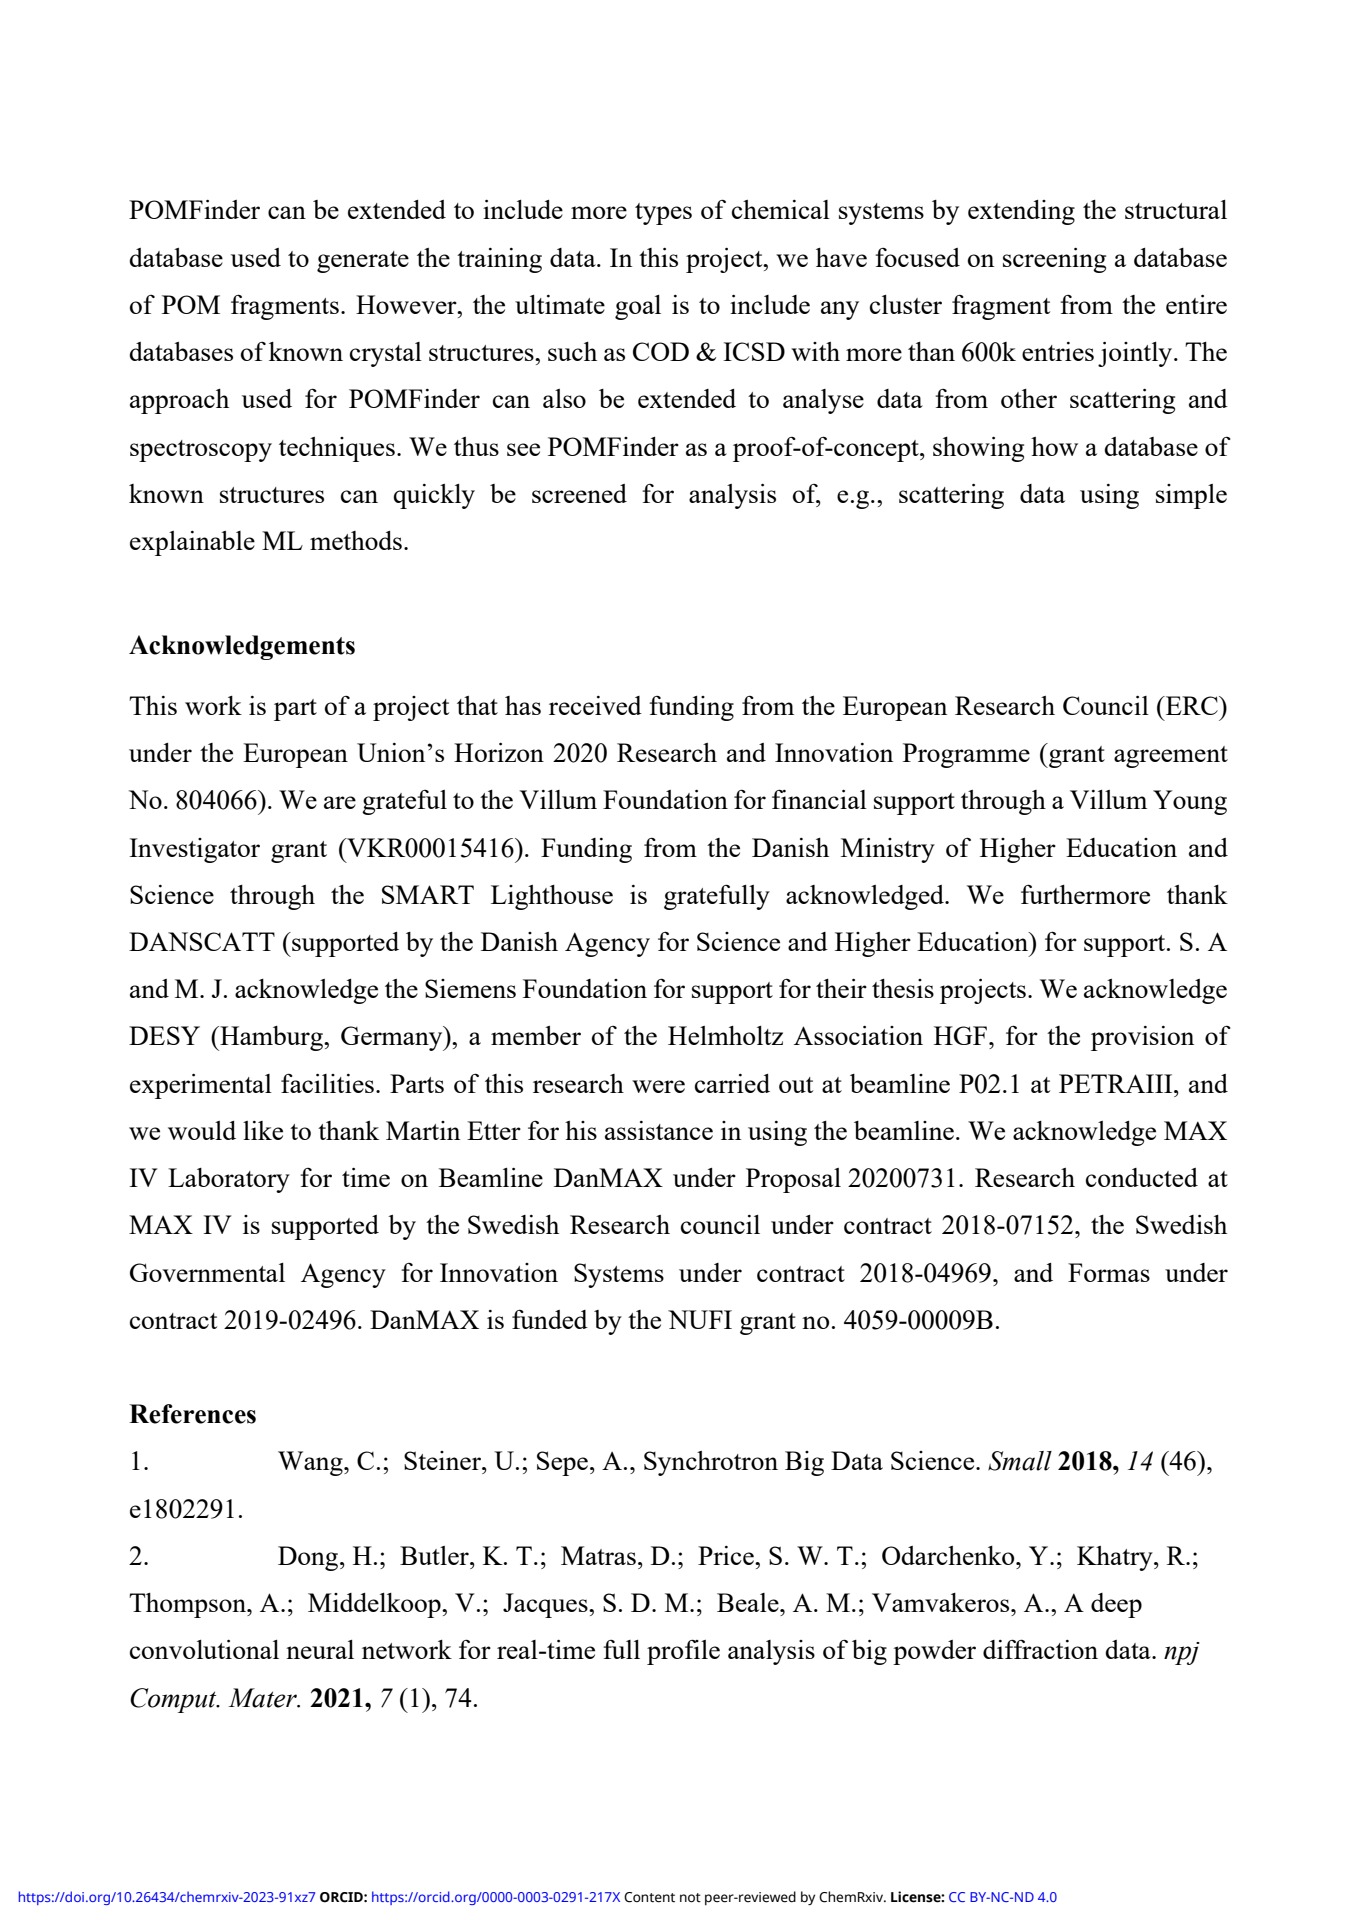 POMFinder can be extended to include more types of chemical systems by extending the structural
database used to generate the training data. In this project, we have focused on screening a database
of POM fragments. However, the ultimate goal is to include any cluster fragment from the entire
databases of known crystal structures, such as COD & ICSD with more than 600k entries jointly. The
approach used for POMFinder can also be extended to analyse data from other scattering and
spectroscopy techniques. We thus see POMFinder as a proof-of-concept, showing how a database of
known structures can quickly be screened for analysis of, e.g., scattering data using simple
explainable ML methods.
Acknowledgements
This work is part of a project that has received funding from the European Research Council (ERC)
under the European Union’s Horizon 2020 Research and Innovation Programme (grant agreement
No. 804066). We are grateful to the Villum Foundation for financial support through a Villum Young
Investigator grant (VKR00015416). Funding from the Danish Ministry of Higher Education and
Science through the SMART Lighthouse is gratefully acknowledged. We furthermore thank
DANSCATT (supported by the Danish Agency for Science and Higher Education) for support. S. A
and M. J. acknowledge the Siemens Foundation for support for their thesis projects. We acknowledge
DESY (Hamburg, Germany), a member of the Helmholtz Association HGF, for the provision of
experimental facilities. Parts of this research were carried out at beamline P02.1 at PETRAIII, and
we would like to thank Martin Etter for his assistance in using the beamline. We acknowledge MAX
IV Laboratory for time on Beamline DanMAX under Proposal 20200731. Research conducted at
MAX IV is supported by the Swedish Research council under contract 2018-07152, the Swedish
Governmental Agency for Innovation Systems under contract 2018-04969, and Formas under
contract 2019-02496. DanMAX is funded by the NUFI grant no. 4059-00009B.
References
1. Wang, C.; Steiner, U.; Sepe, A., Synchrotron Big Data Science. Small 2018, 14 (46),
e1802291.
2. Dong, H.; Butler, K. T.; Matras, D.; Price, S. W. T.; Odarchenko, Y.; Khatry, R.;
Thompson, A.; Middelkoop, V.; Jacques, S. D. M.; Beale, A. M.; Vamvakeros, A., A deep
convolutional neural network for real-time full profile analysis of big powder diffraction data. npj
Comput. Mater. 2021, 7 (1), 74.
https://doi.org/10.26434/chemrxiv-2023-91xz7 ORCID: https://orcid.org/0000-0003-0291-217X Content not peer-reviewed by ChemRxiv. License: CC BY-NC-ND 4.0